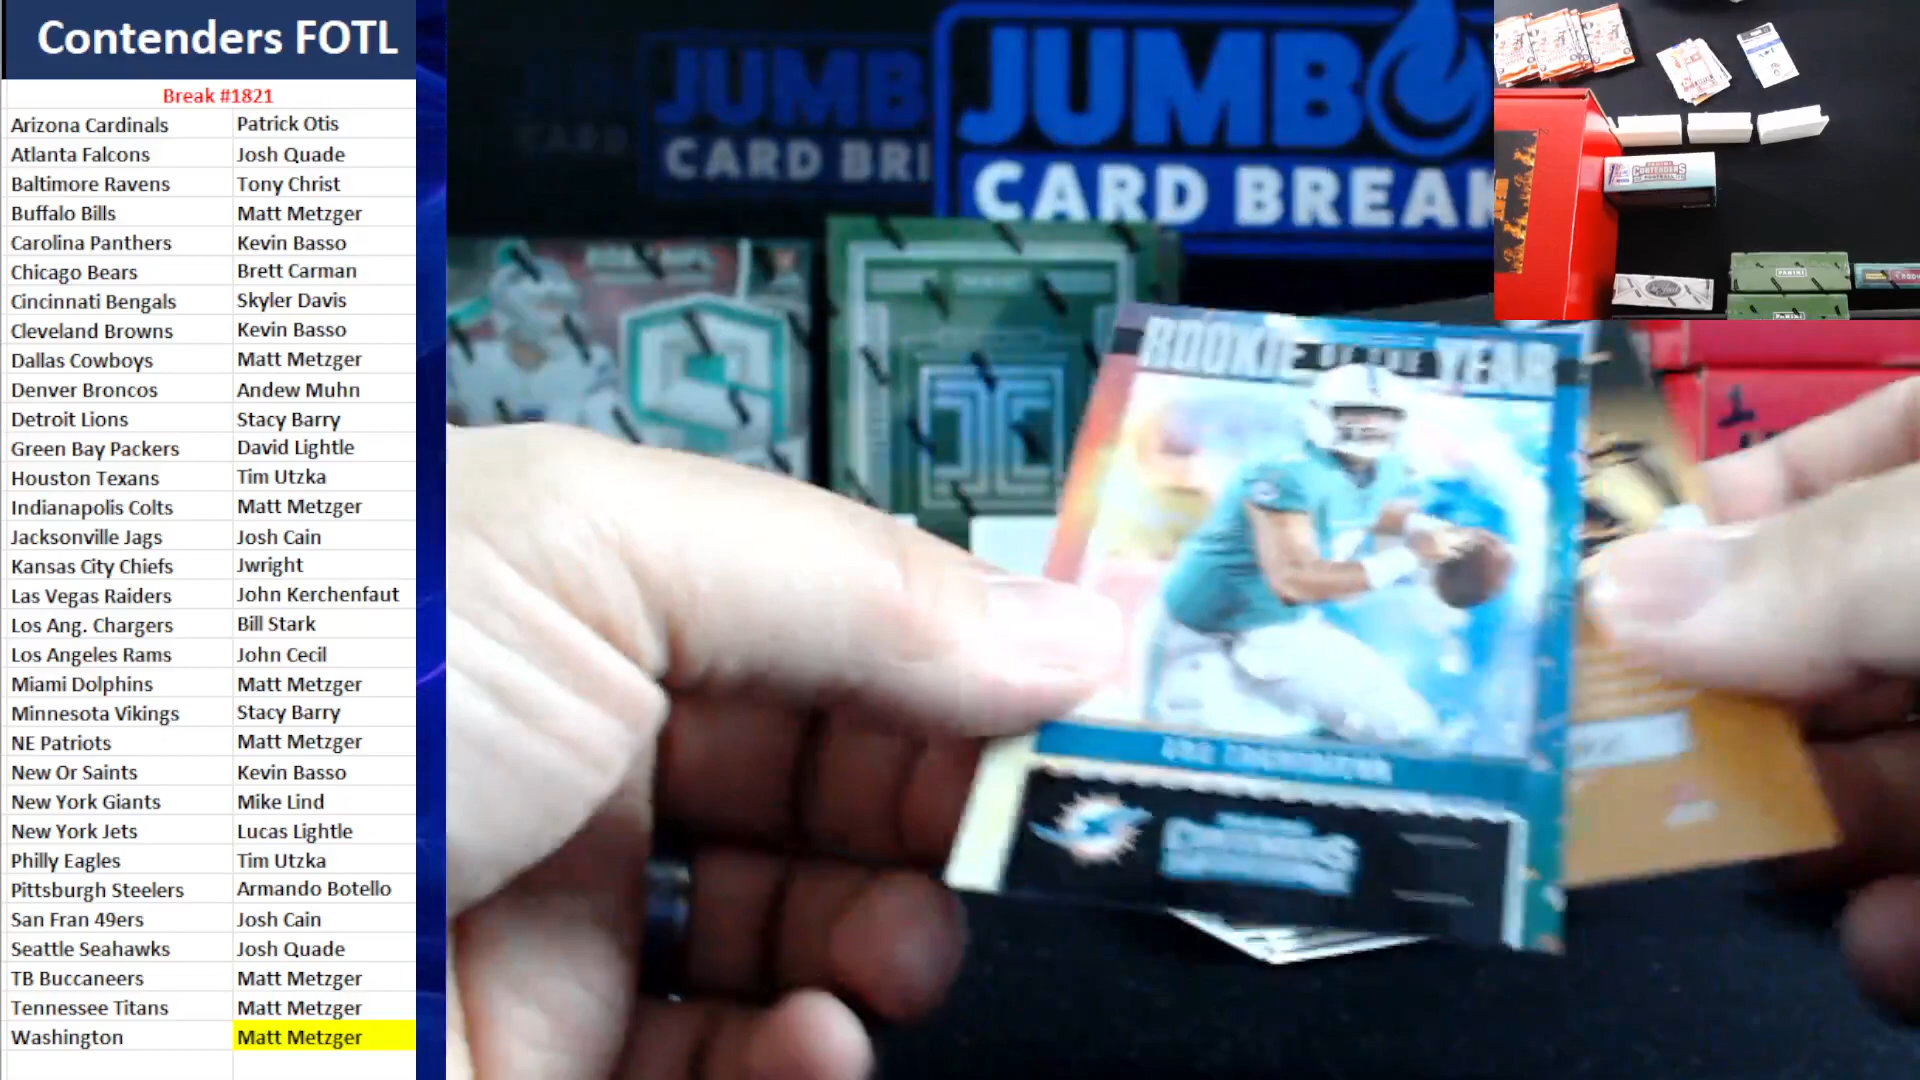 Contenders FOTL
Break #1821
Arizona Cardinals Patrick Otis
Atlanta Falcons Josh Quade
Baltimore Ravens Tony Christ
Buffalo Bills Matt Metzger
Carolina Panthers Kevin Basso
Chicago Bears Brett Carman
Cincinnati Bengals Skyler Davis
Cleveland Browns Kevin Basso
Dallas Cowboys Matt Metzger
Denver Broncos Andew Muhn
Detroit Lions Stacy Barry
Green Bay Packers David Lightle
Houston Texans Tim Utzka
Indianapolis Colts Matt Metzger
Jacksonville Jags Josh Cain
Kansas City Chiefs Jwright
Las Vegas Raiders John Kerchenfaut
Los Ang. Chargers Bill Stark
Los Angeles Rams John Cecil
Miami Dolphins Matt Metzger
Minnesota Vikings Stacy Barry
NE Patriots Matt Metzger
New Or Saints Kevin Basso
New York Giants Mike Lind
New York Jets Lucas Lightle
Philly Eagles Tim Utzka
Pittsburgh Steelers Armando Botello
San Fran 49ers Josh Cain
Seattle Seahawks Josh Quade
TB Buccaneers Matt Metzger
Tennessee Titans Matt Metzger
Washington Matt Metzger
JUMB
CARD BRI
JUMBO
CARD BREAK
ROOKIE OF THE YEAR
CONTENDERS
CONTENDERS
PANINI